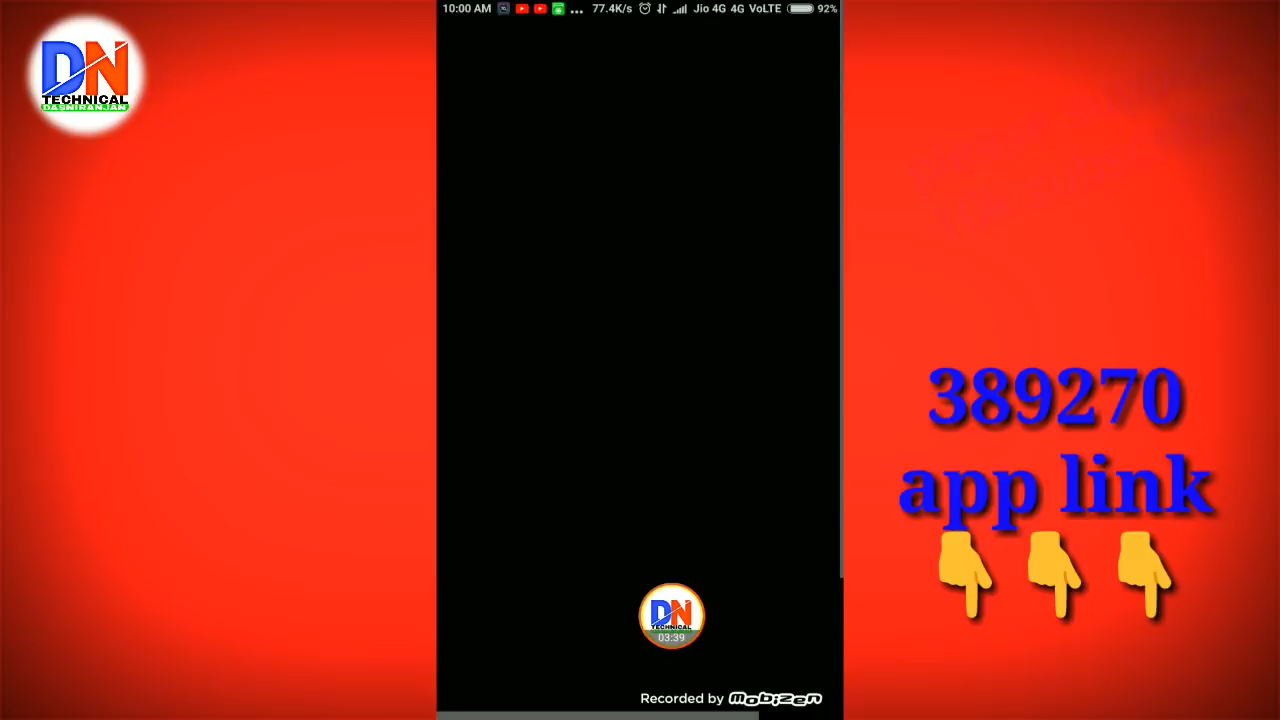 10:00 AM ... 77.4K/s Jio 4G 4G VoLTE 92%
DN
TECHNICAL
DASNIRANJAN
389270
app link
DN
TECHNICAL
03:39
Recorded by Mobizen